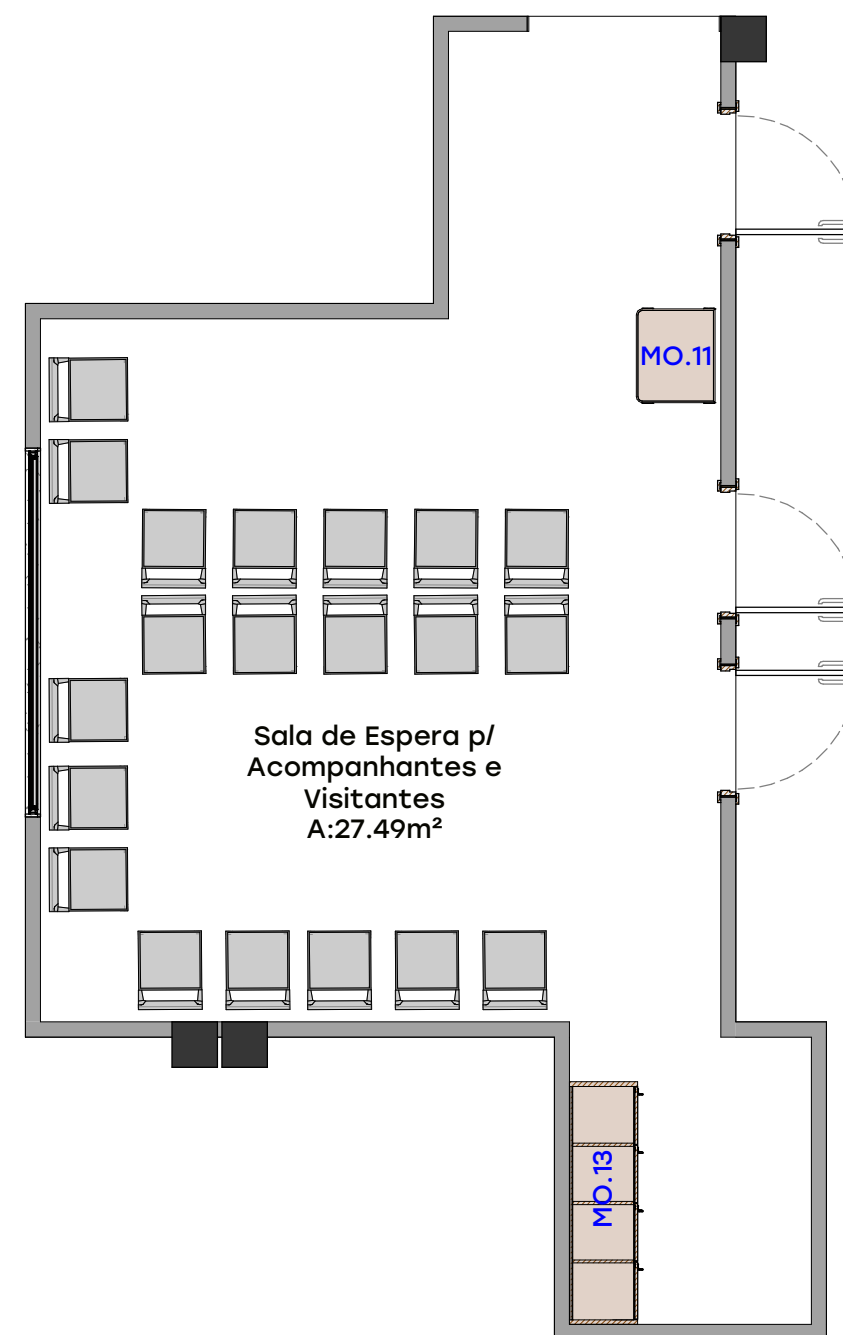 MO.11
Sala de Espera p/
Acompanhantes e
Visitantes
A:27.49m²
MO.13